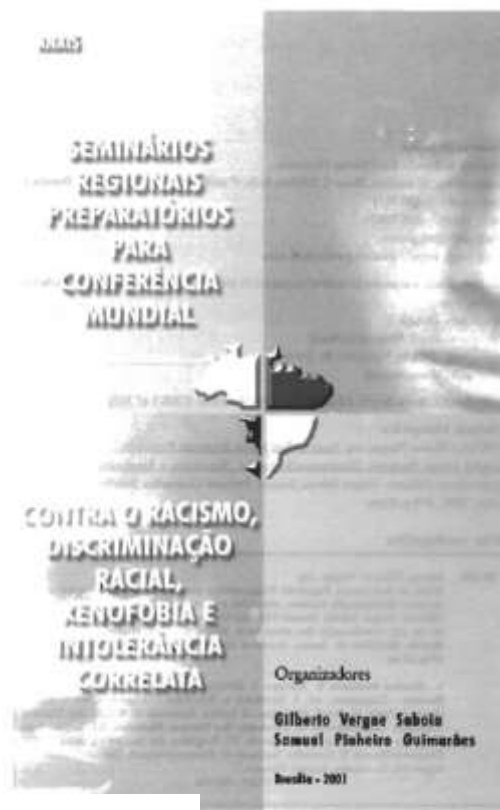 ANAIS
SEMINÁRIOS
REGIONAIS
PREPARATÓRIOS
PARA
CONFERÊNCIA
MUNDIAL
CONTRA O RACISMO,
DISCRIMINAÇÃO
RACIAL,
XENOFOBIA E
INTOLERÂNCIA
CORRELATA
Organizadores
Gilberto Vergne Saboia
Samuel Pinheiro Guimarães
Brasília - 2001